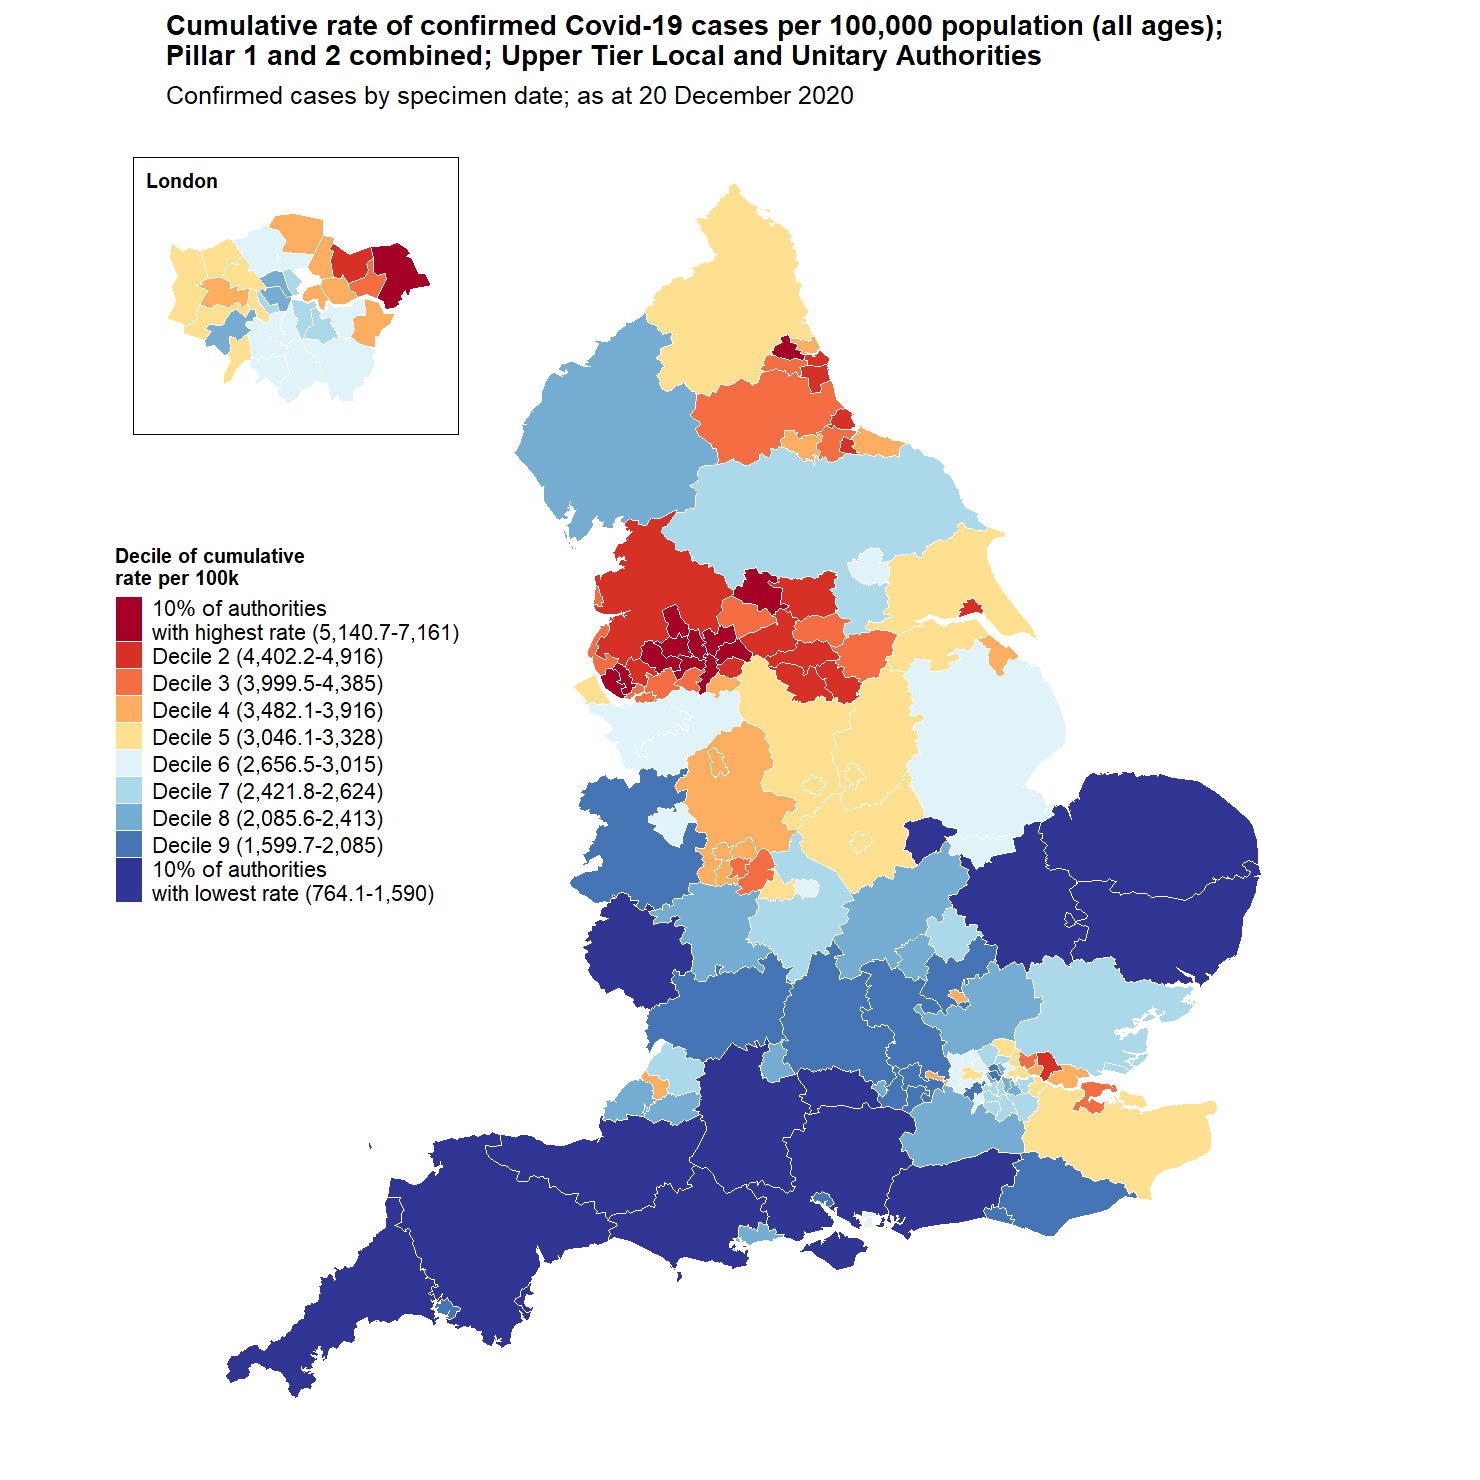 Cumulative rate of confirmed Covid-19 cases per 100,000 population (all ages);
Pillar 1 and 2 combined; Upper Tier Local and Unitary Authorities
Confirmed cases by specimen date; as at 20 December 2020
London
Decile of cumulative
rate per 100k
10% of authorities
with highest rate (5,140.7-7,161)
Decile 2 (4,402.2-4,916)
Decile 3 (3,999.5-4,385)
Decile 4 (3,482.1-3,916)
Decile 5 (3,046.1-3,328)
Decile 6 (2,656.5-3,015)
Decile 7 (2,421.8-2,624)
Decile 8 (2,085.6-2,413)
Decile 9 (1,599.7-2,085)
10% of authorities
with lowest rate (764.1-1,590)